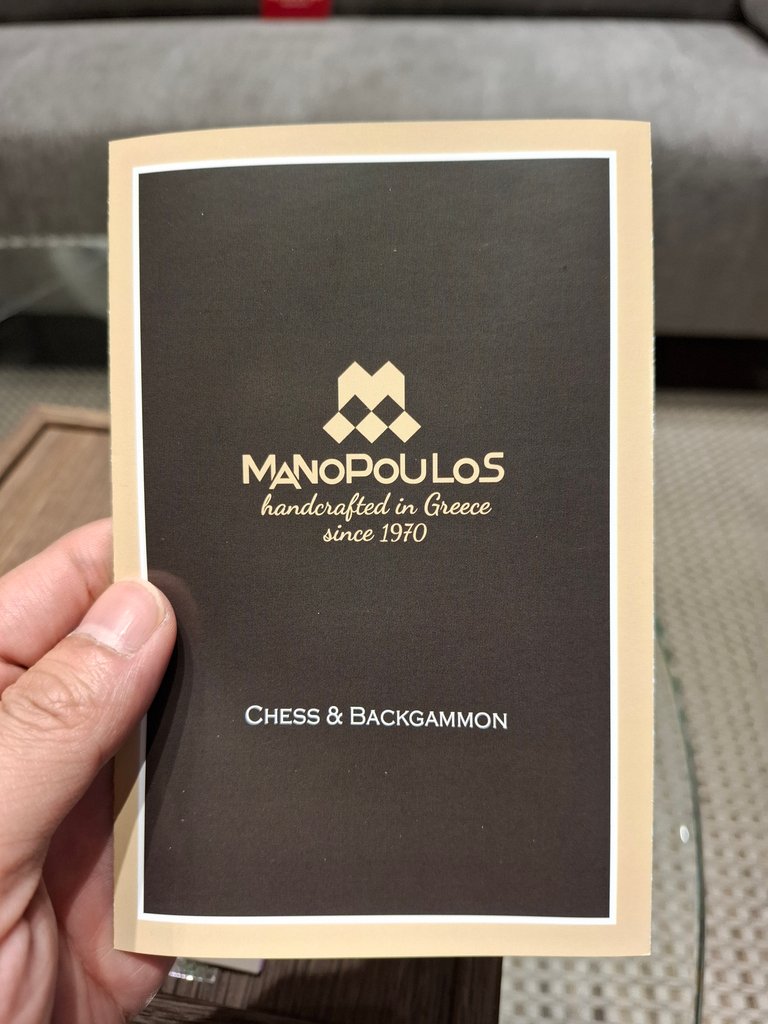 MANOPOULOS
handcrafted in Greece
since 1970
CHESS & BACKGAMMON